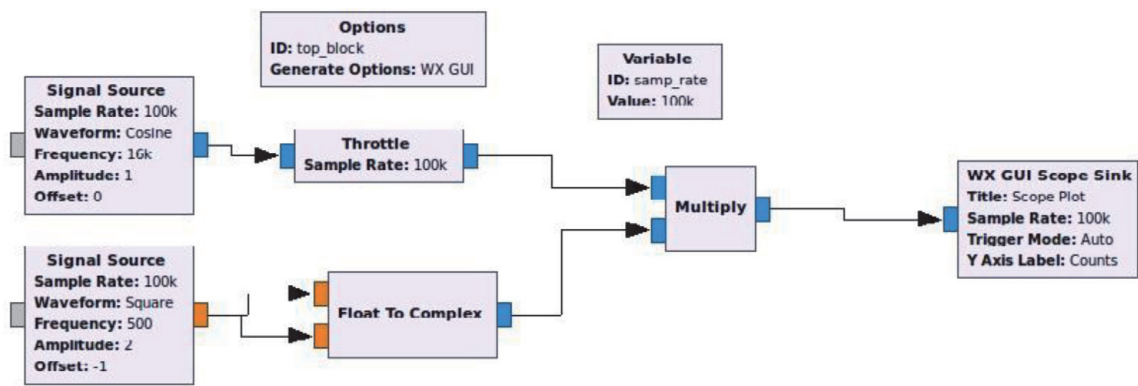 Options
ID: top_block
Generate Options: WX GUI
Variable
ID: samp_rate
Value: 100k
Signal Source
Sample Rate: 100k
Waveform: Cosine
Frequency: 16k
Amplitude: 1
Offset: 0
Throttle
Sample Rate: 100k
Multiply
WX GUI Scope Sink
Title: Scope Plot
Sample Rate: 100k
Trigger Mode: Auto
Y Axis Label: Counts
Signal Source
Sample Rate: 100k
Waveform: Square
Frequency: 500
Amplitude: 2
Offset: -1
Float To Complex